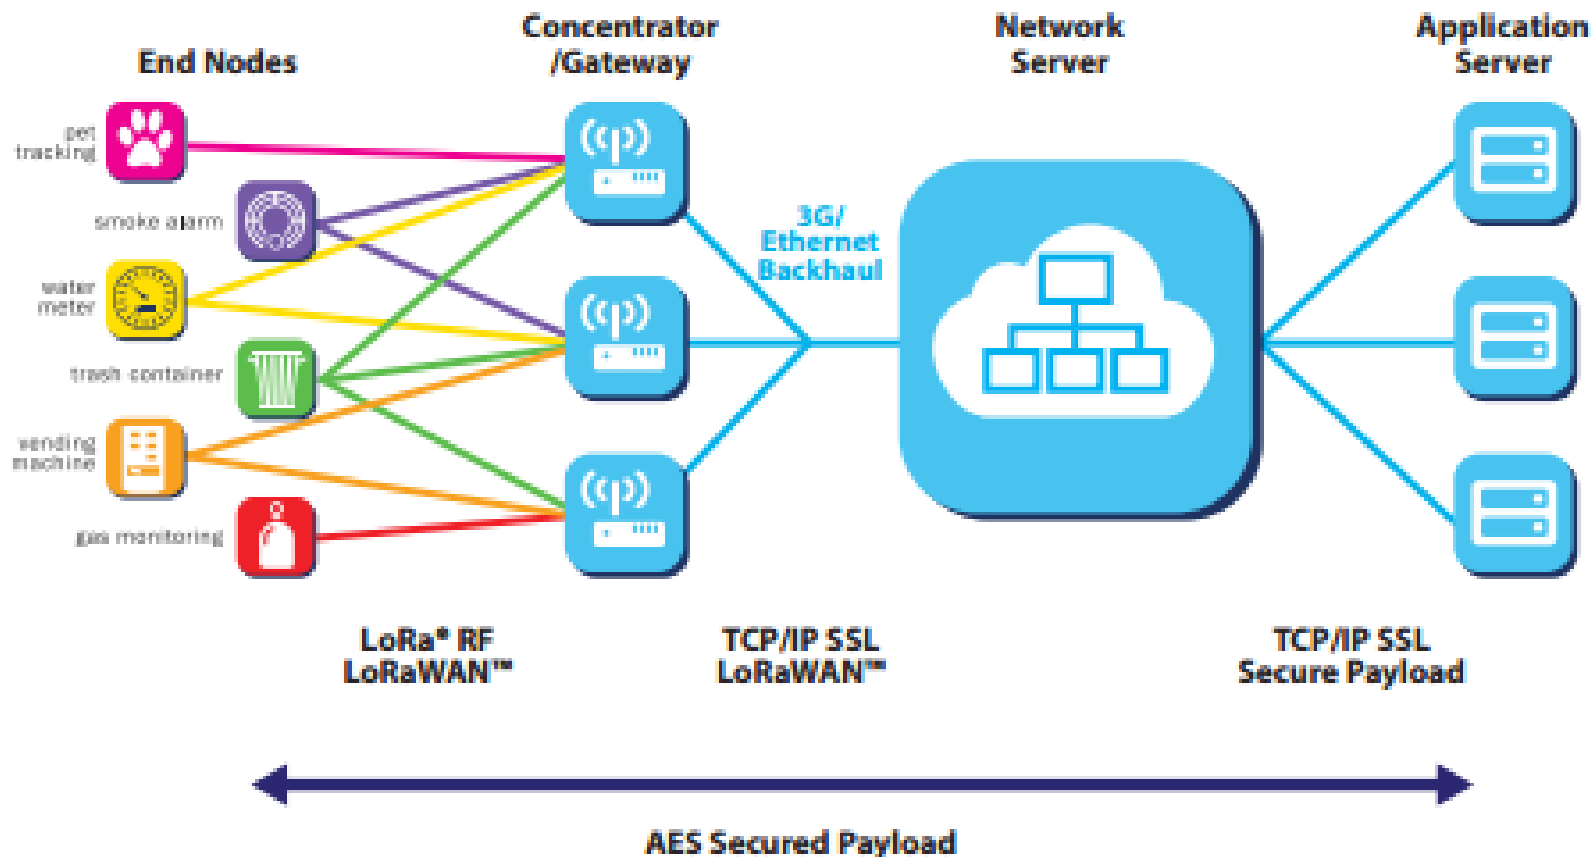 End Nodes
Concentrator
/Gateway
Network
Server
Application
Server
pet
tracking
smoke alarm
water
meter
trash container
vending
machine
gas monitoring
3G/
Ethernet
Backhaul
LoRa® RF
LoRaWAN™
TCP/IP SSL
LoRaWAN™
TCP/IP SSL
Secure Payload
AES Secured Payload